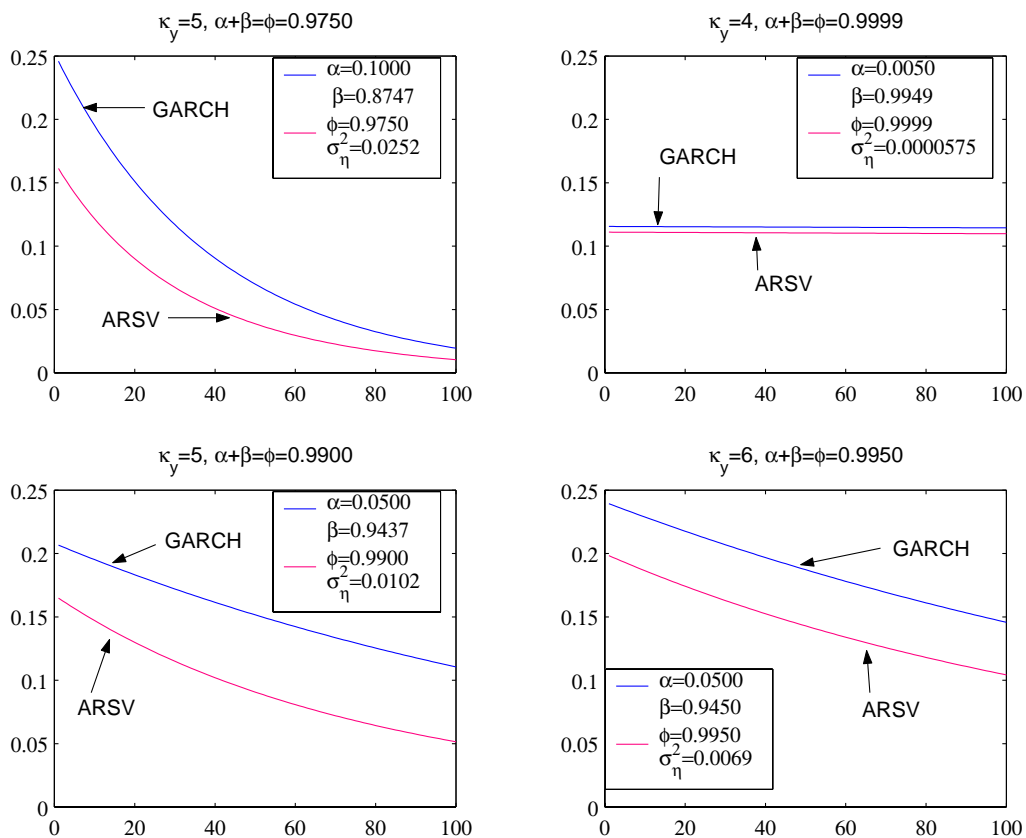 κy=5, α+β=φ=0.9750
0.25
0.2
0.15
0.1
0.05
0
0 20 40 60 80 100
GARCH
ARSV
α=0.1000
β=0.8747
φ=0.9750
σ²η=0.0252
κy=4, α+β=φ=0.9999
0.25
0.2
0.15
0.1
0.05
0
0 20 40 60 80 100
GARCH
ARSV
α=0.0050
β=0.9949
φ=0.9999
σ²η=0.0000575
κy=5, α+β=φ=0.9900
0.25
0.2
0.15
0.1
0.05
0
0 20 40 60 80 100
GARCH
ARSV
α=0.0500
β=0.9437
φ=0.9900
σ²η=0.0102
κy=6, α+β=φ=0.9950
0.25
0.2
0.15
0.1
0.05
0
0 20 40 60 80 100
GARCH
ARSV
α=0.0500
β=0.9450
φ=0.9950
σ²η=0.0069